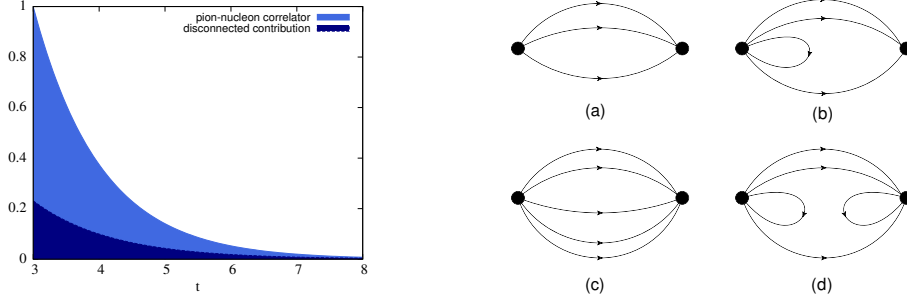 pion-nucleon correlator
disconnected contribution
1
0.8
0.6
0.4
0.2
0
3 4 5 6 7 8
t
(a) (b)
(c) (d)